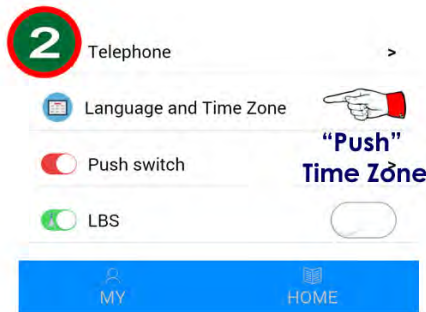 2
Telephone >
Language and Time Zone
"Push"
Push switch >
Time Zone
LBS
MY HOME